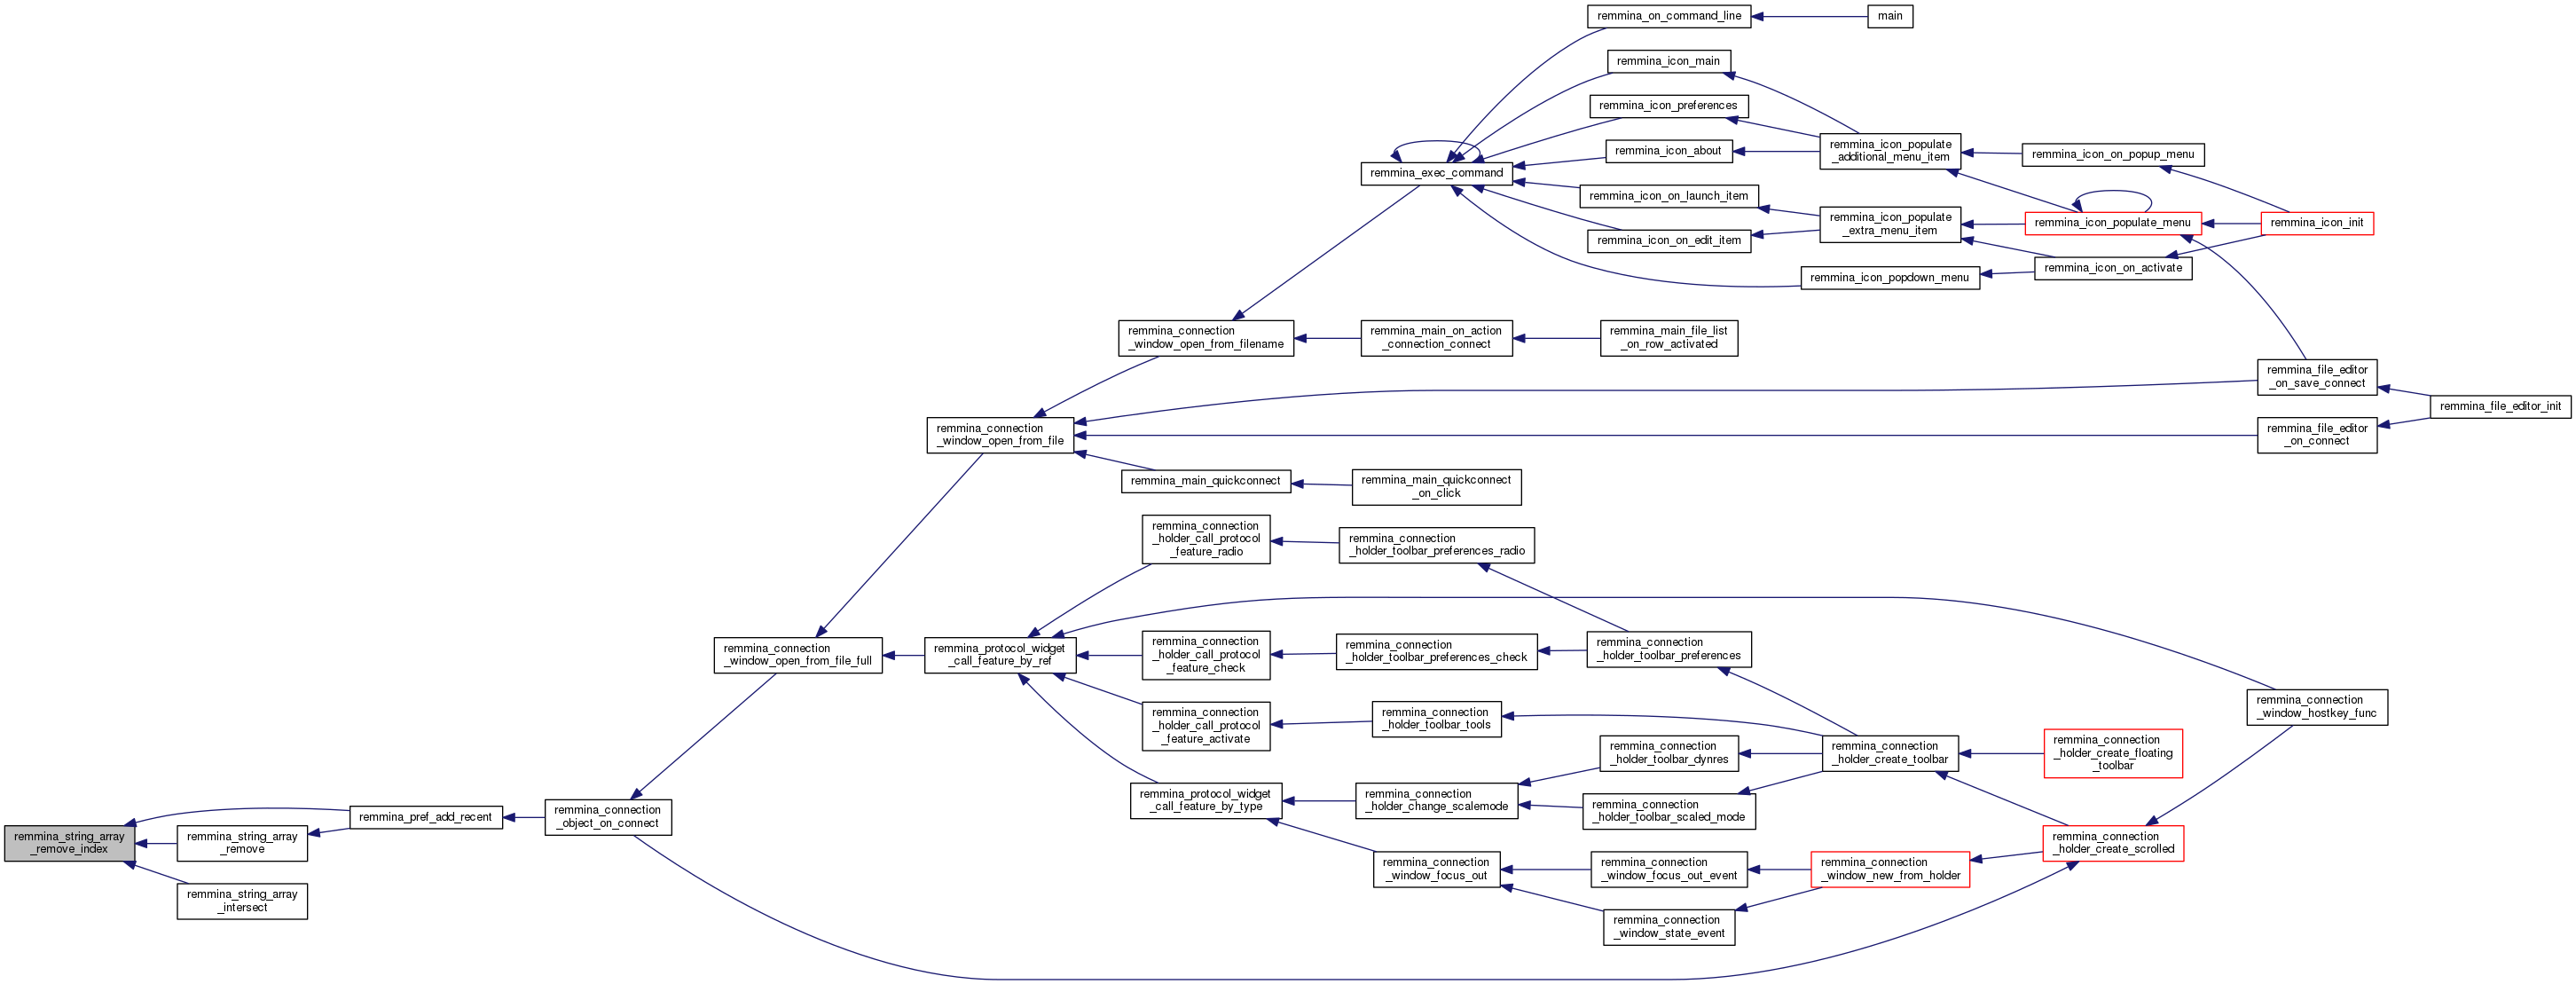 remmina_string_array
_remove_index
remmina_pref_add_recent
remmina_string_array
_remove
remmina_string_array
_intersect
remmina_connection
_object_on_connect
remmina_connection
_window_open_from_file_full
remmina_connection
_window_open_from_file
remmina_protocol_widget
_call_feature_by_ref
remmina_connection
_window_open_from_filename
remmina_main_quickconnect
remmina_connection
_holder_call_protocol
_feature_radio
remmina_connection
_holder_call_protocol
_feature_check
remmina_connection
_holder_call_protocol
_feature_activate
remmina_protocol_widget
_call_feature_by_type
remmina_exec_command
remmina_main_on_action
_connection_connect
remmina_main_quickconnect
_on_click
remmina_connection
_holder_toolbar_preferences_radio
remmina_connection
_holder_toolbar_preferences_check
remmina_connection
_holder_toolbar_tools
remmina_connection
_holder_change_scalemode
remmina_connection
_window_focus_out
remmina_on_command_line
remmina_icon_main
remmina_icon_preferences
remmina_icon_about
remmina_icon_on_launch_item
remmina_icon_on_edit_item
remmina_icon_popdown_menu
remmina_main_file_list
_on_row_activated
remmina_connection
_holder_toolbar_preferences
remmina_connection
_holder_toolbar_dynres
remmina_connection
_holder_toolbar_scaled_mode
remmina_connection
_window_focus_out_event
remmina_connection
_window_state_event
main
remmina_icon_populate
_additional_menu_item
remmina_icon_populate
_extra_menu_item
remmina_connection
_holder_create_toolbar
remmina_connection
_window_new_from_holder
remmina_icon_on_popup_menu
remmina_icon_populate_menu
remmina_icon_on_activate
remmina_connection
_holder_create_floating
_toolbar
remmina_connection
_holder_create_scrolled
remmina_icon_init
remmina_file_editor
_on_save_connect
remmina_file_editor
_on_connect
remmina_connection
_window_hostkey_func
remmina_file_editor_init